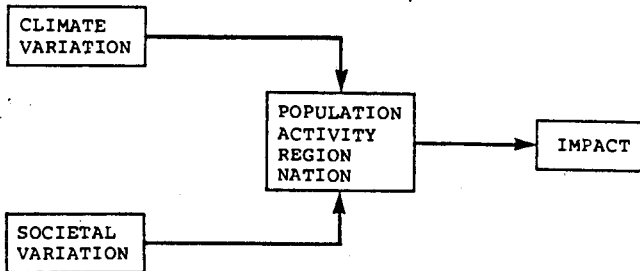 CLIMATE
VARIATION
POPULATION
ACTIVITY
REGION
NATION
IMPACT
SOCIETAL
VARIATION